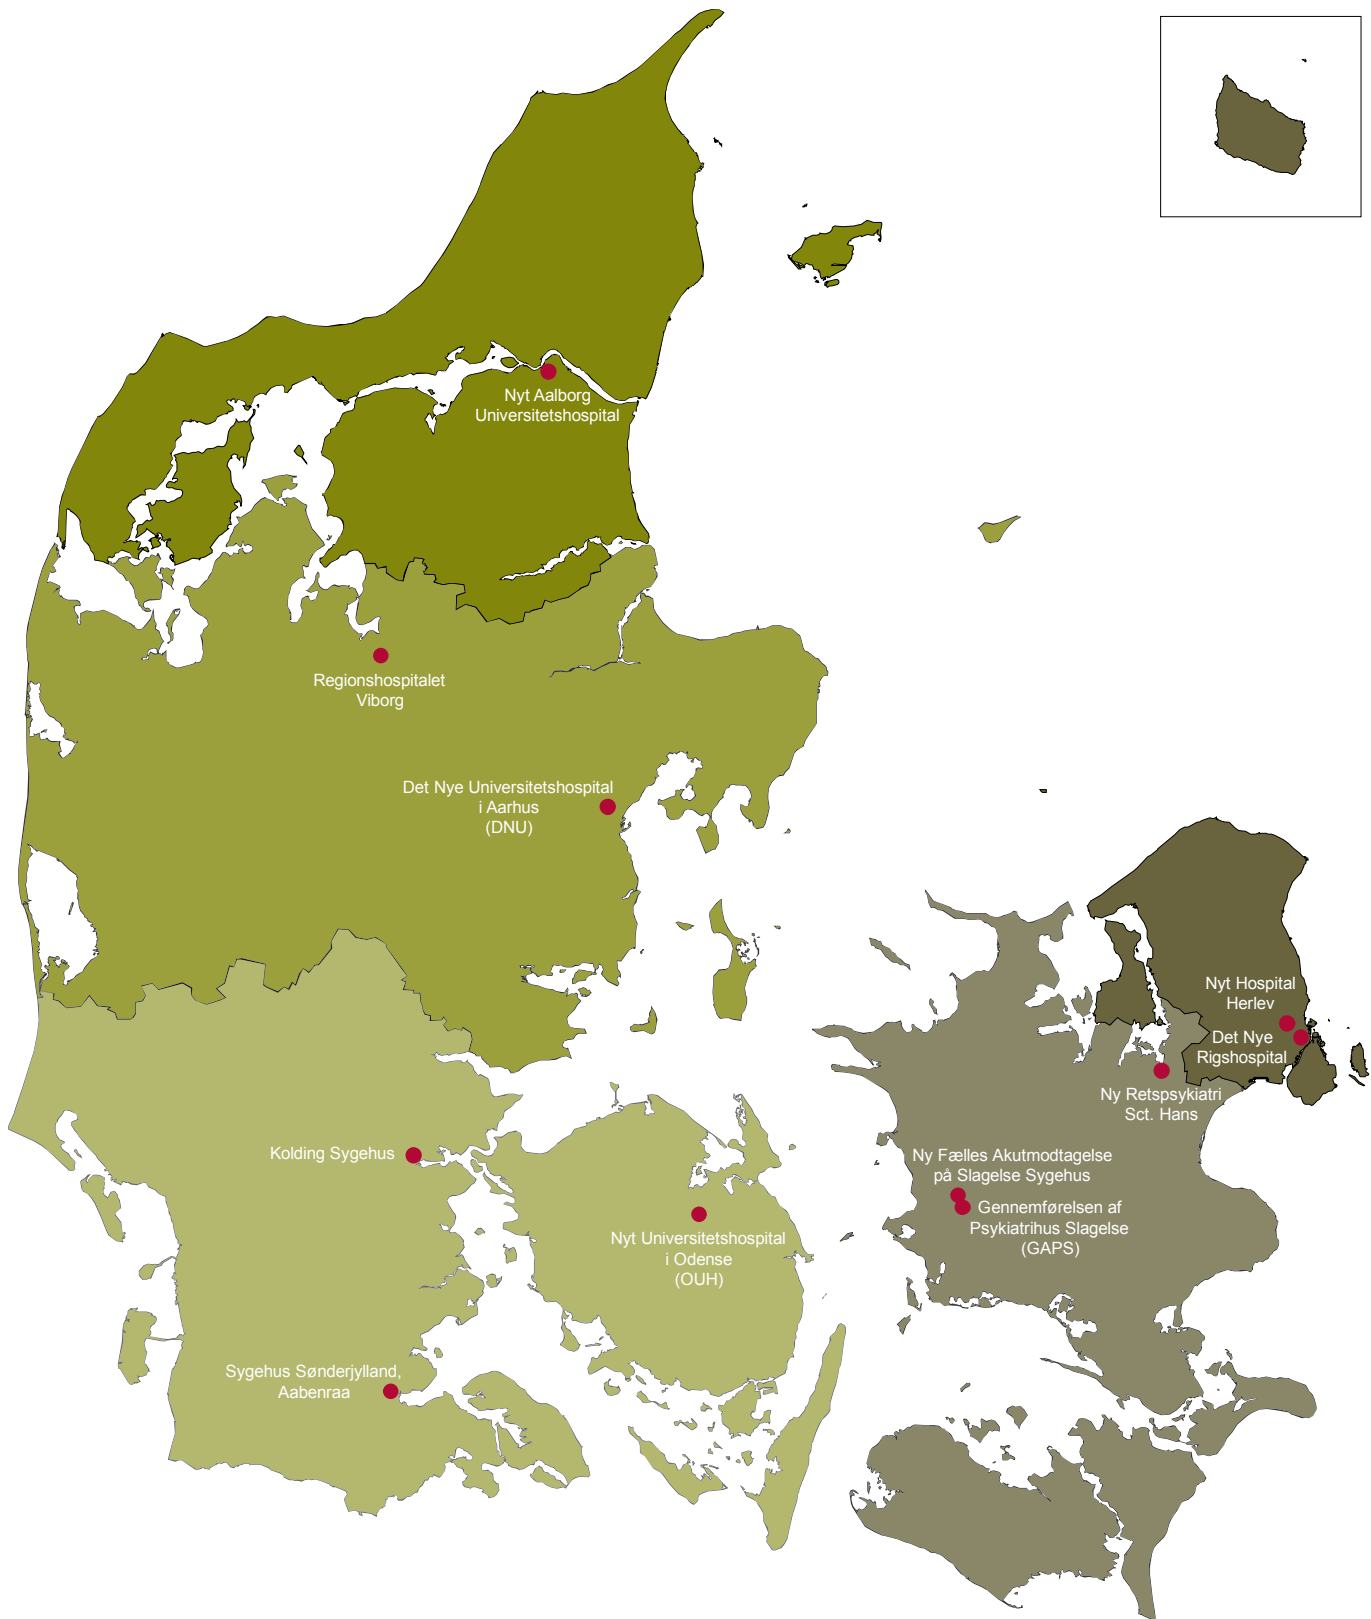 Nyt Aalborg
Universitetshospital
Regionshospitalet
Viborg
Det Nye Universitetshospital
i Aarhus
(DNU)
Nyt Hospital
Herlev
Det Nye
Rigshospital
Ny Retspsykiatri
Sct. Hans
Kolding Sygehus
Ny Fælles Akutmodtagelse
på Slagelse Sygehus
Gennemførelsen af
Psykiatrihus Slagelse
(GAPS)
Nyt Universitetshospital
i Odense
(OUH)
Sygehus Sønderjylland,
Aabenraa